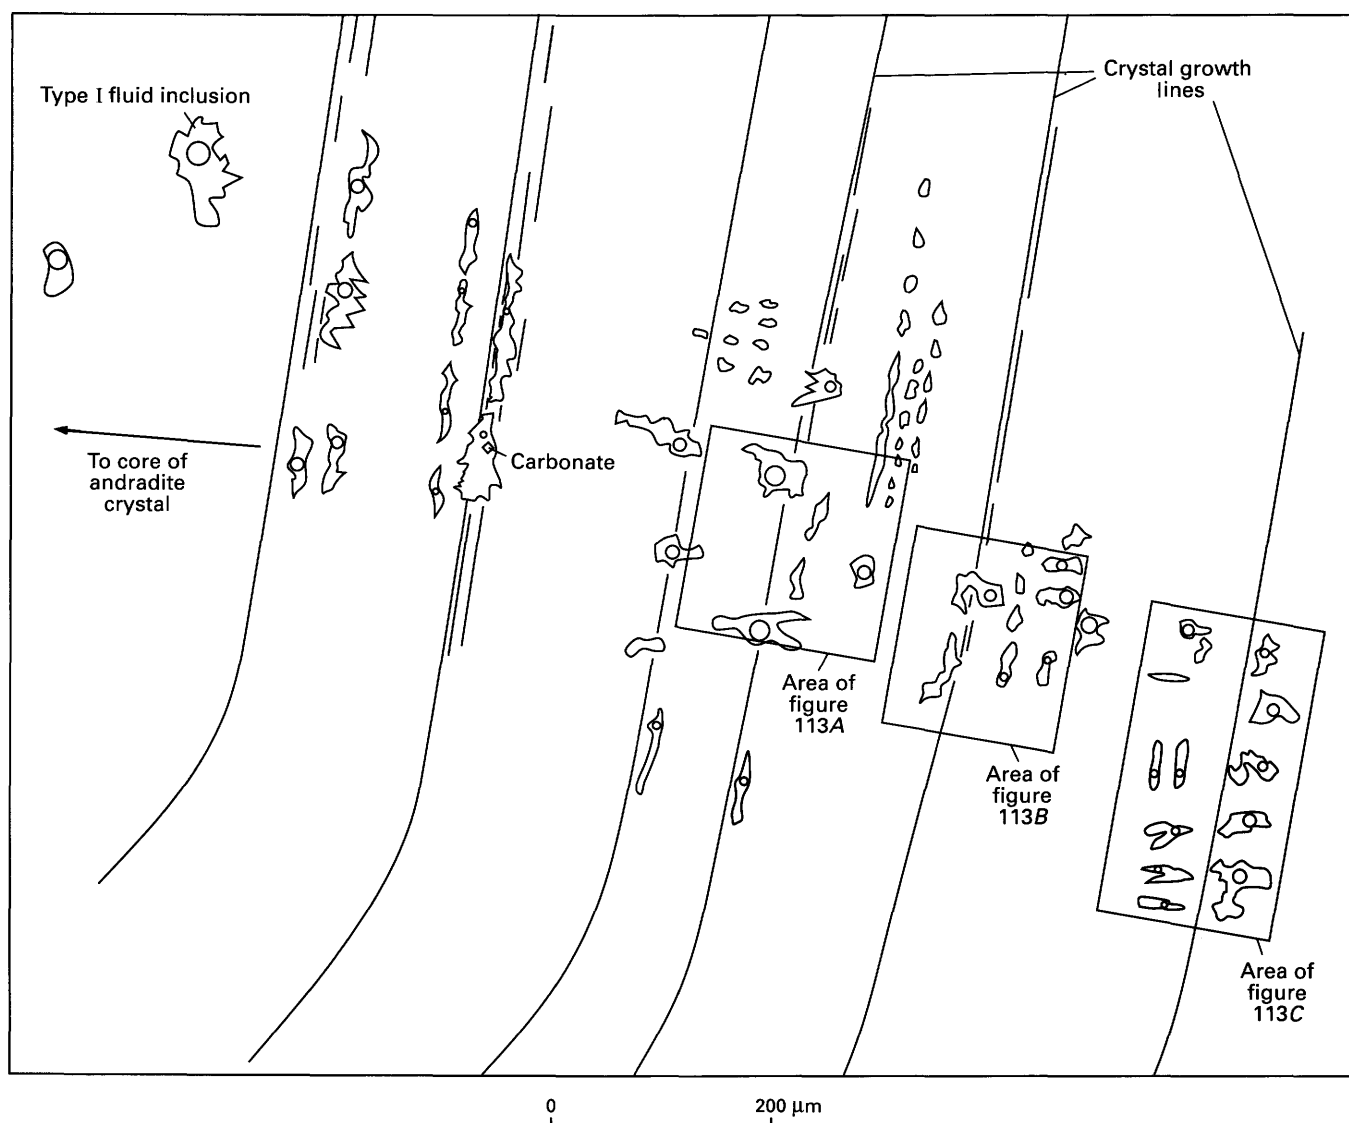 Crystal growth
lines
Type I fluid inclusion
To core of
andradite
crystal
Carbonate
Area of
figure
113A
Area of
figure
113B
Area of
figure
113C
0
200 µm